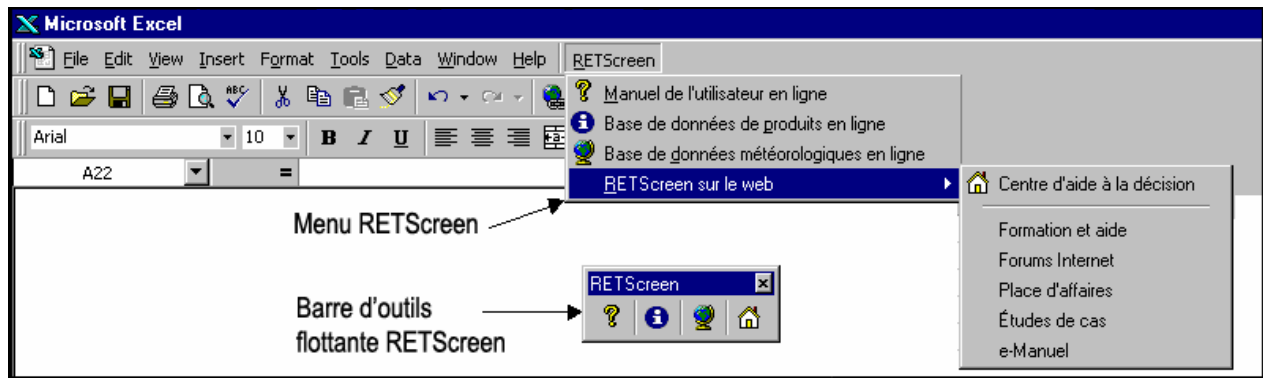 Microsoft Excel
File Edit View Insert Format Tools Data Window Help RETScreen
ABC
Manuel de l'utilisateur en ligne
Base de données de produits en ligne
Arial 10 B I U
Base de données météorologiques en ligne
A22 =
RETScreen sur le web
Centre d'aide à la décision
Menu RETScreen
Formation et aide
Forums Internet
RETScreen
Place d'affaires
Barre d'outils
flottante RETScreen
Études de cas
e-Manuel